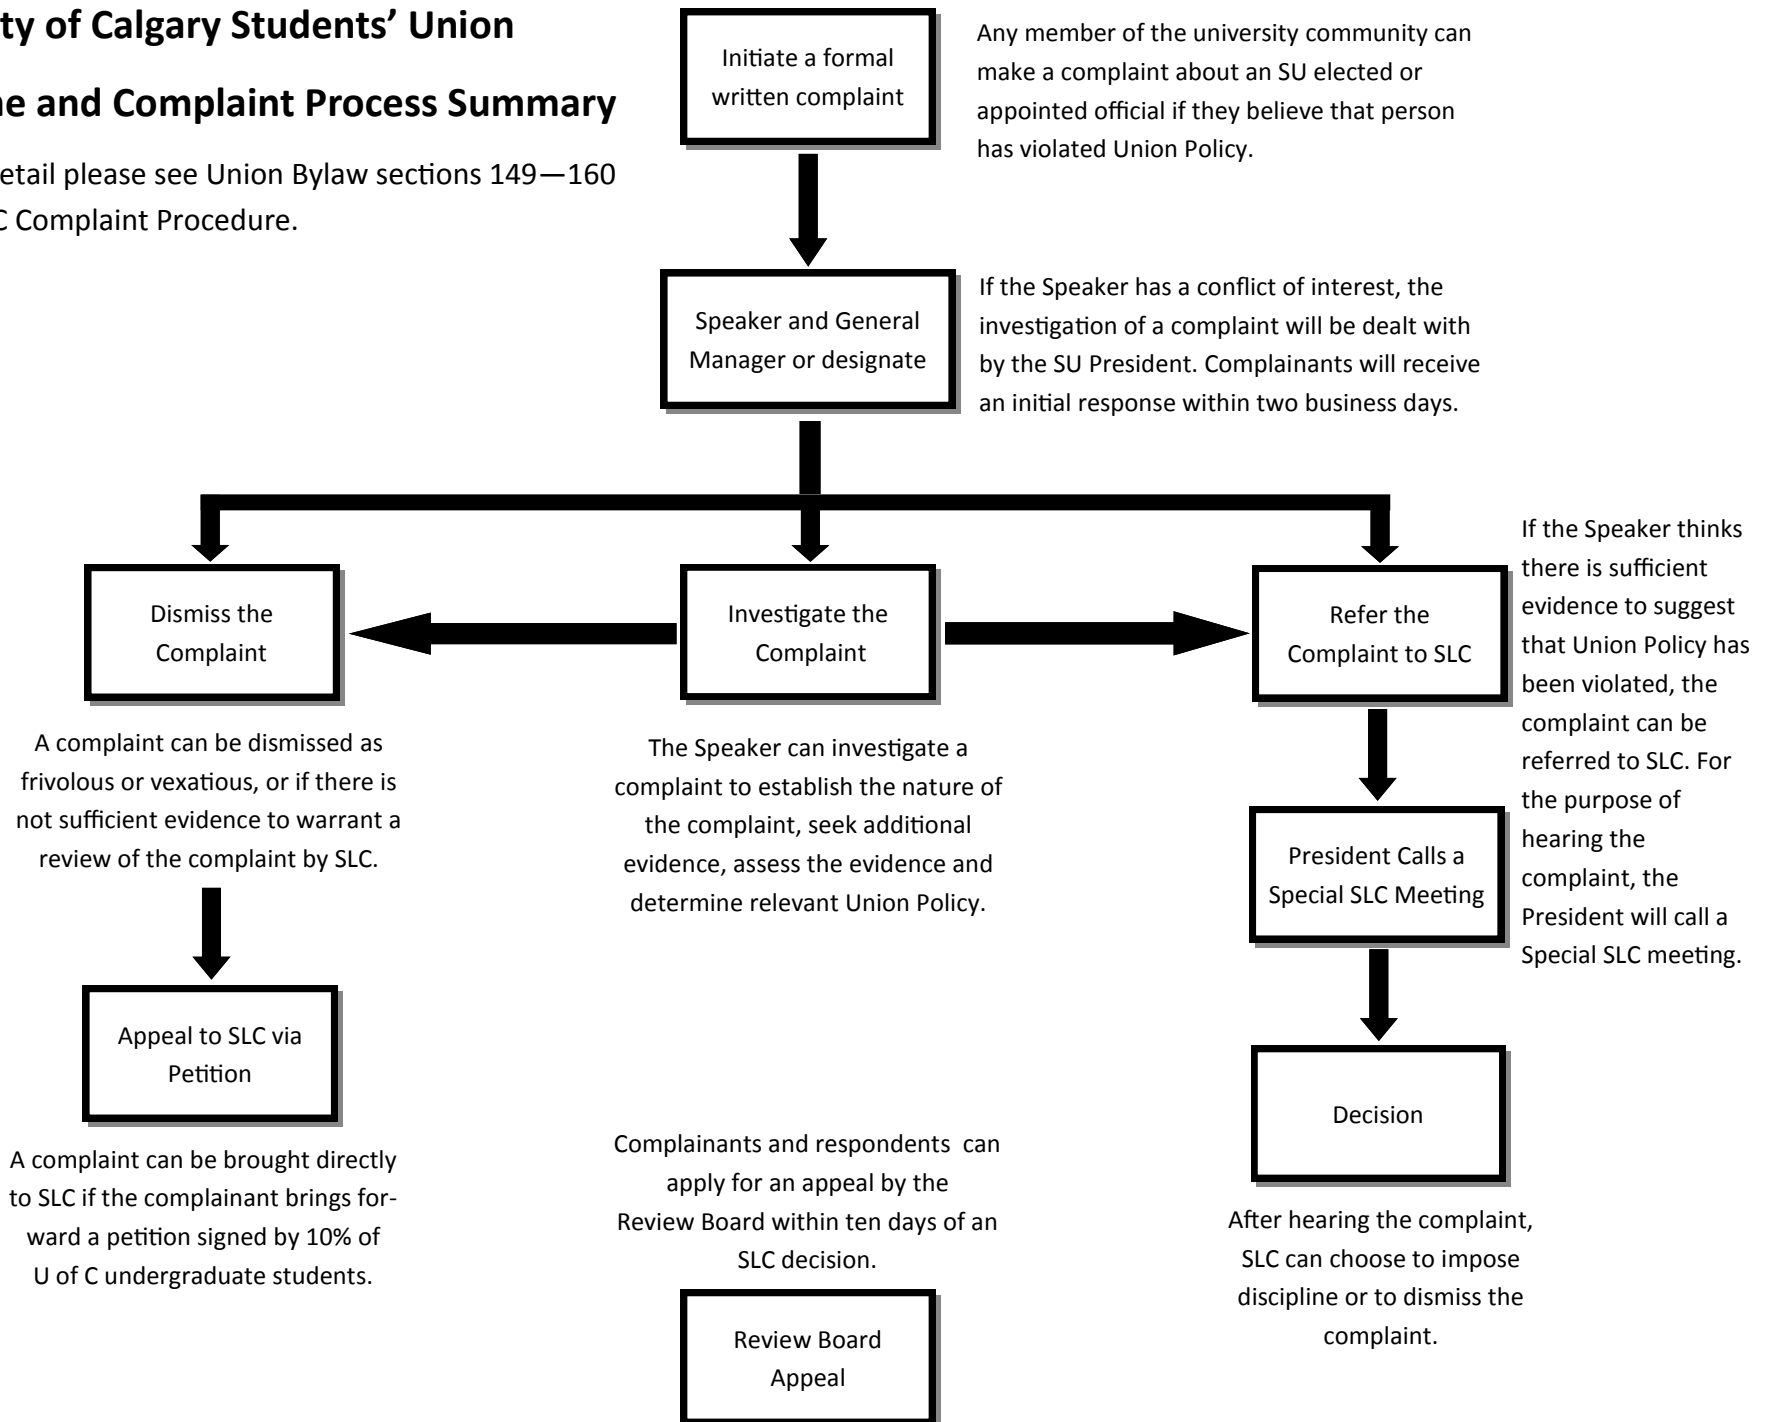 ty of Calgary Students' Union
ne and Complaint Process Summary
etail please see Union Bylaw sections 149—160
C Complaint Procedure.
Initiate a formal
written complaint
Any member of the university community can
make a complaint about an SU elected or
appointed official if they believe that person
has violated Union Policy.
Speaker and General
Manager or designate
If the Speaker has a conflict of interest, the
investigation of a complaint will be dealt with
by the SU President. Complainants will receive
an initial response within two business days.
Dismiss the
Complaint
Investigate the
Complaint
Refer the
Complaint to SLC
If the Speaker thinks
there is sufficient
evidence to suggest
that Union Policy has
been violated, the
complaint can be
referred to SLC. For
the purpose of
hearing the
complaint, the
President will call a
Special SLC meeting.
A complaint can be dismissed as
frivolous or vexatious, or if there is
not sufficient evidence to warrant a
review of the complaint by SLC.
The Speaker can investigate a
complaint to establish the nature of
the complaint, seek additional
evidence, assess the evidence and
determine relevant Union Policy.
President Calls a
Special SLC Meeting
Appeal to SLC via
Petition
Decision
A complaint can be brought directly
to SLC if the complainant brings for-
ward a petition signed by 10% of
U of C undergraduate students.
Complainants and respondents  can
apply for an appeal by the
Review Board within ten days of an
SLC decision.
After hearing the complaint,
SLC can choose to impose
discipline or to dismiss the
complaint.
Review Board
Appeal